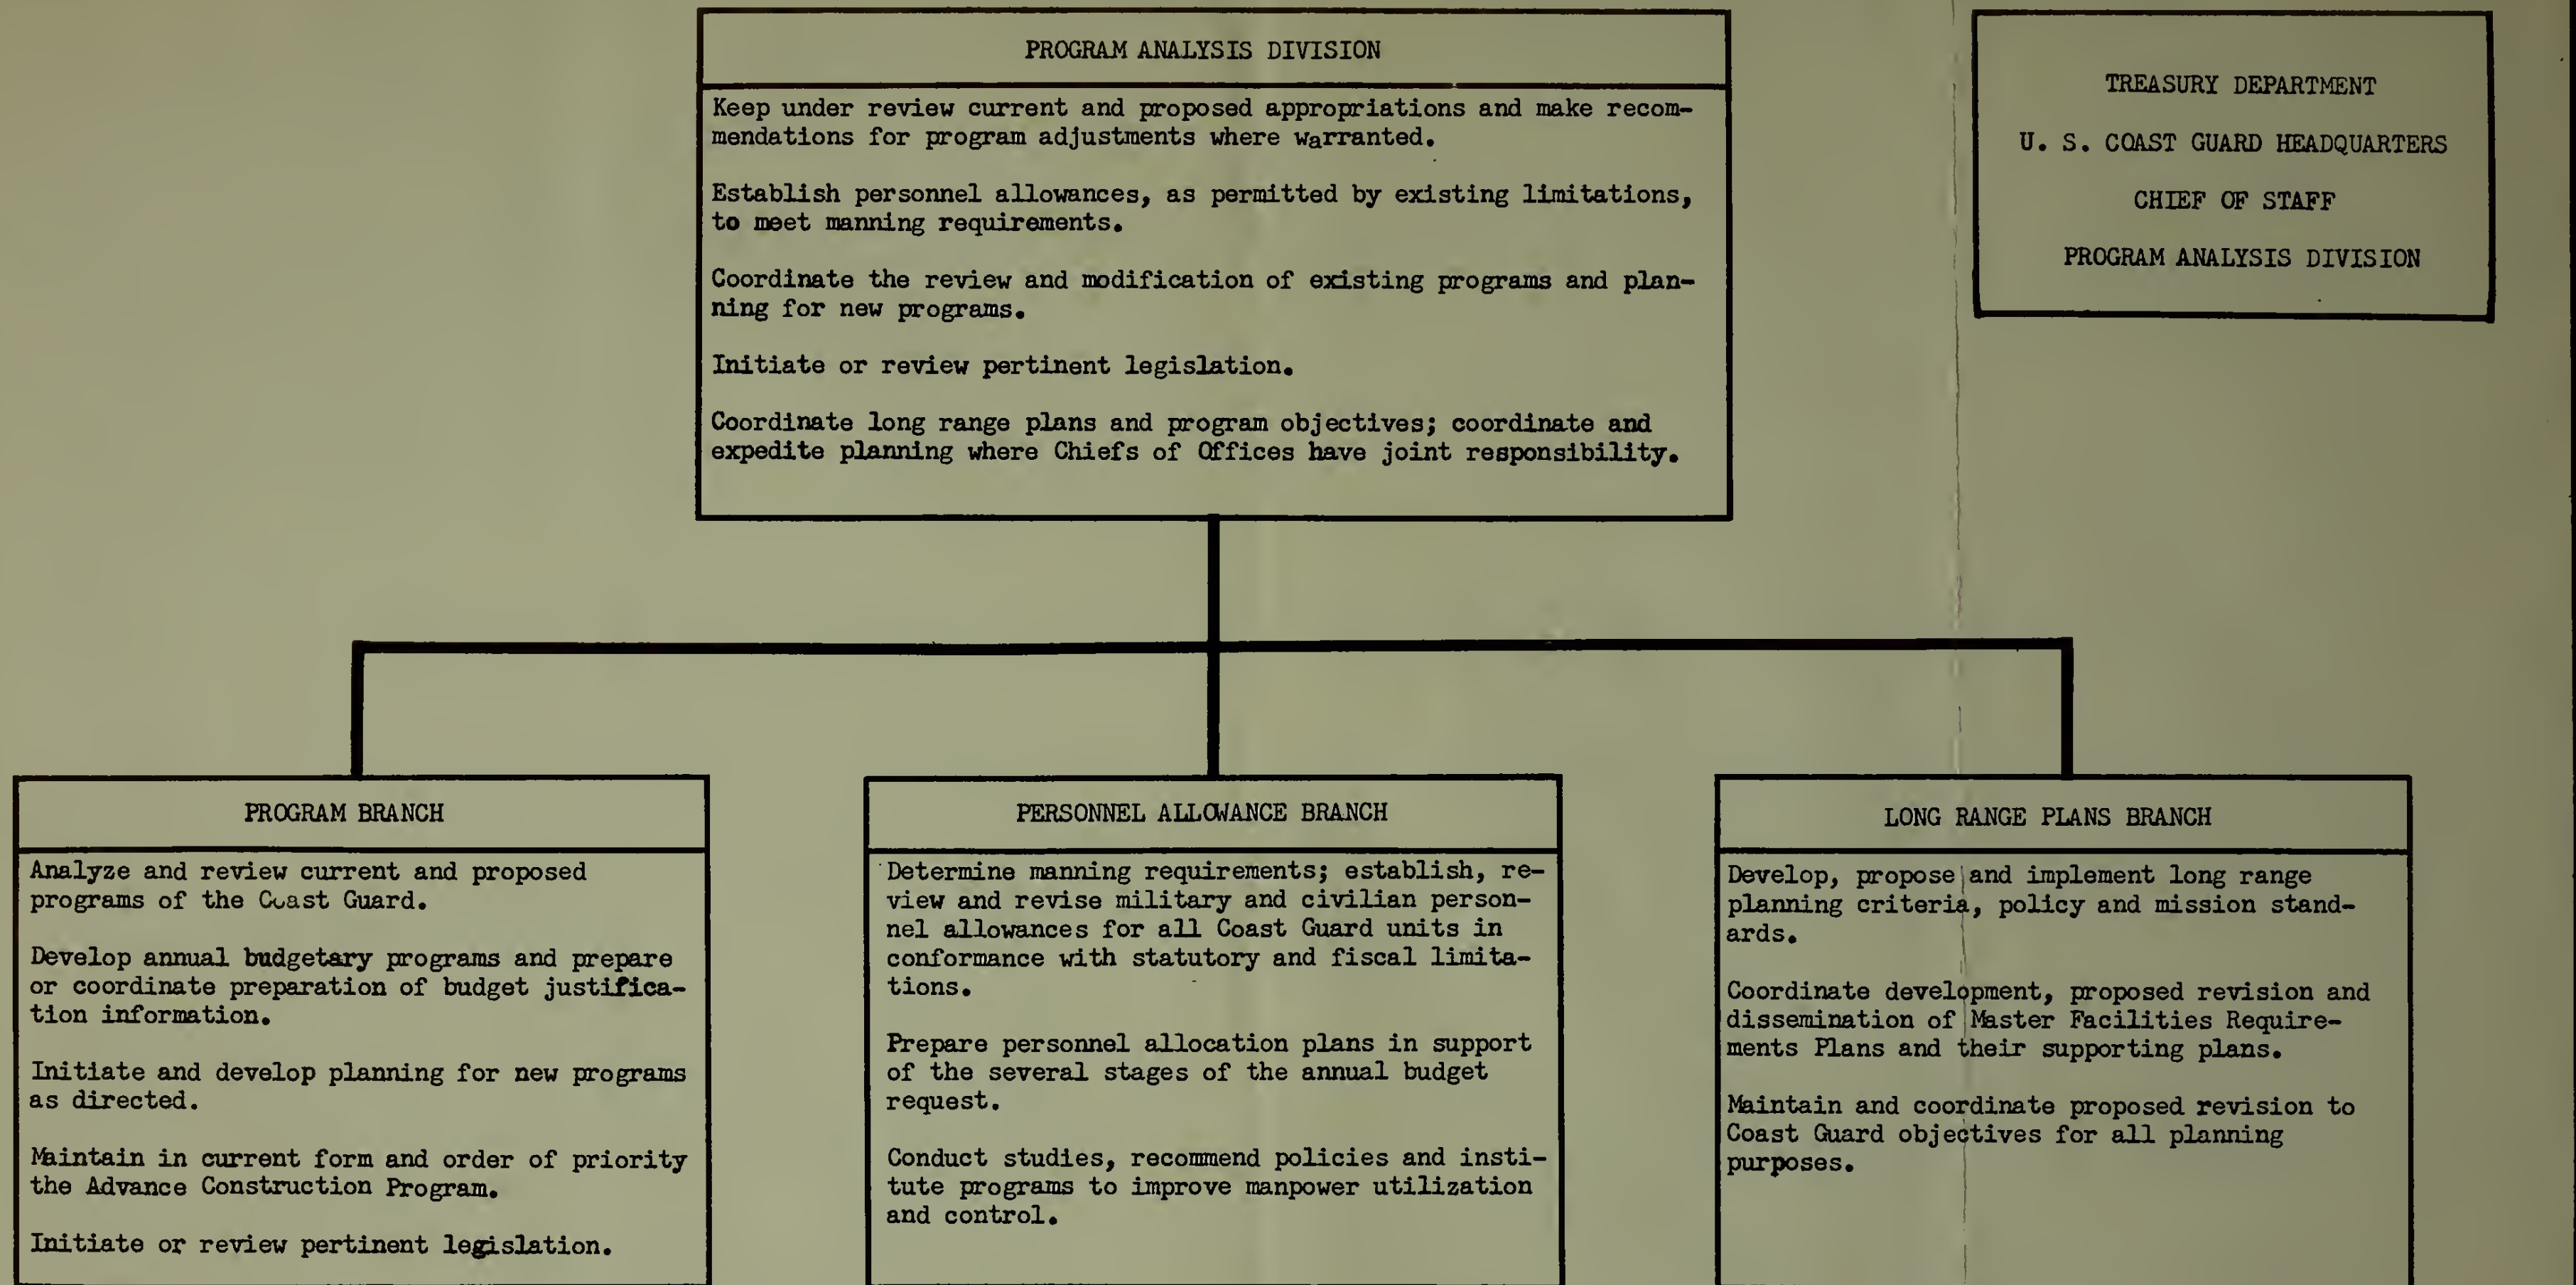 PROGRAM ANALYSIS DIVISION
Keep under review current and proposed appropriations and make recom-
mendations for program adjustments where warranted.
Establish personnel allowances, as permitted by existing limitations,
to meet manning requirements.
Coordinate the review and modification of existing programs and plan-
ning for new programs.
Initiate or review pertinent legislation.
Coordinate long range plans and program objectives; coordinate and
expedite planning where Chiefs of Offices have joint responsibility.
TREASURY DEPARTMENT
U. S. COAST GUARD HEADQUARTERS
CHIEF OF STAFF
PROGRAM ANALYSIS DIVISION
PROGRAM BRANCH
Analyze and review current and proposed
programs of the Coast Guard.
Develop annual budgetary programs and prepare
or coordinate preparation of budget justifica-
tion information.
Initiate and develop planning for new programs
as directed.
Maintain in current form and order of priority
the Advance Construction Program.
Initiate or review pertinent legislation.
PERSONNEL ALLOWANCE BRANCH
Determine manning requirements; establish, re-
view and revise military and civilian person-
nel allowances for all Coast Guard units in
conformance with statutory and fiscal limita-
tions.
Prepare personnel allocation plans in support
of the several stages of the annual budget
request.
Conduct studies, recommend policies and insti-
tute programs to improve manpower utilization
and control.
LONG RANGE PLANS BRANCH
Develop, propose and implement long range
planning criteria, policy and mission stand-
ards.
Coordinate development, proposed revision and
dissemination of Master Facilities Require-
ments Plans and their supporting plans.
Maintain and coordinate proposed revision to
Coast Guard objectives for all planning
purposes.